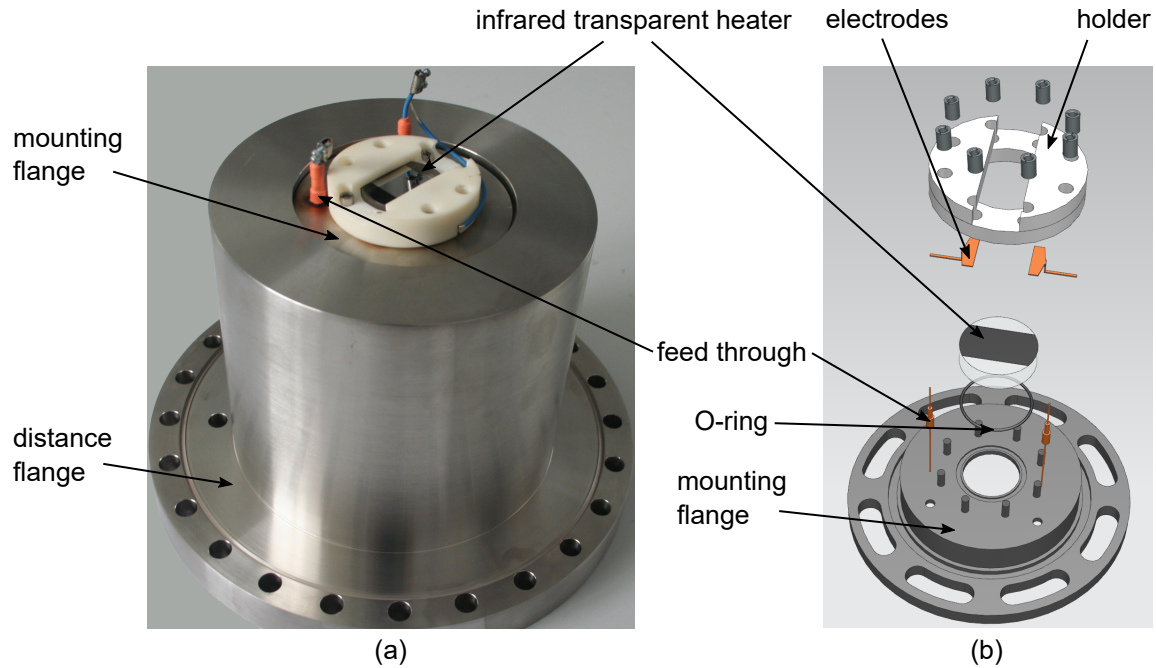 infrared transparent heater
electrodes
holder
mounting
flange
feed through
O-ring
distance
flange
mounting
flange
(a)
(b)